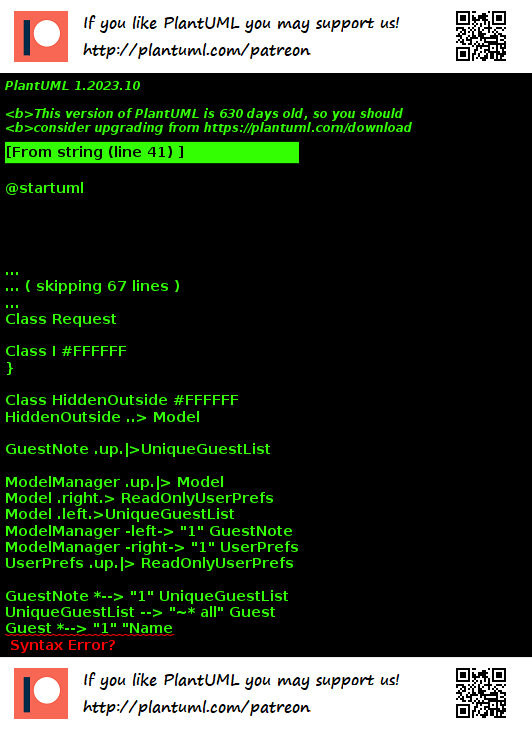 If you like PlantUML you may support us!
http://plantuml.com/patreon
PlantUML 1.2023.10
<b>This version of PlantUML is 630 days old, so you should
<b>consider upgrading from https://plantuml.com/download
[From string (line 41) ]
@startuml
...
... ( skipping 67 lines )
...
Class Request
Class I #FFFFFF
}
Class HiddenOutside #FFFFFF
HiddenOutside ..> Model
GuestNote .up.|>UniqueGuestList
ModelManager .up.|> Model
Model .right.> ReadOnlyUserPrefs
Model .left.>UniqueGuestList
ModelManager -left-> "1" GuestNote
ModelManager -right-> "1" UserPrefs
UserPrefs .up.|> ReadOnlyUserPrefs
GuestNote *--> "1" UniqueGuestList
UniqueGuestList --> "~* all" Guest
Guest *--> "1" "Name
Syntax Error?
If you like PlantUML you may support us!
http://plantuml.com/patreon